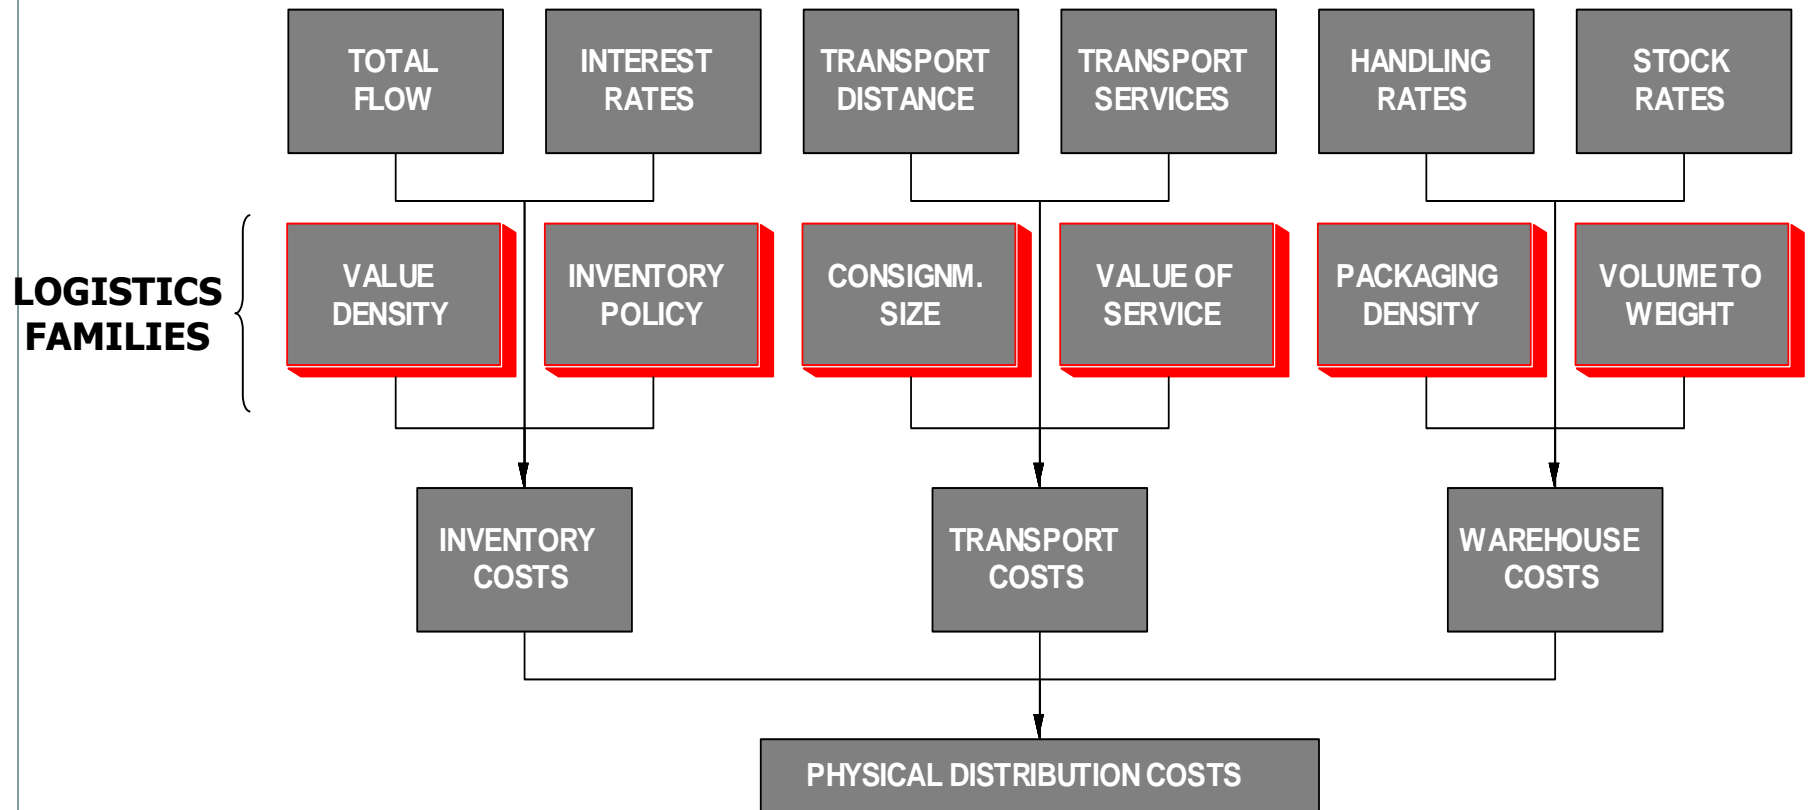 TOTAL
FLOW
INTEREST
RATES
TRANSPORT
DISTANCE
TRANSPORT
SERVICES
HANDLING
RATES
STOCK
RATES
LOGISTICS
FAMILIES
VALUE
DENSITY
INVENTORY
POLICY
CONSIGNM.
SIZE
VALUE OF
SERVICE
PACKAGING
DENSITY
VOLUME TO
WEIGHT
INVENTORY
COSTS
TRANSPORT
COSTS
WAREHOUSE
COSTS
PHYSICAL DISTRIBUTION COSTS